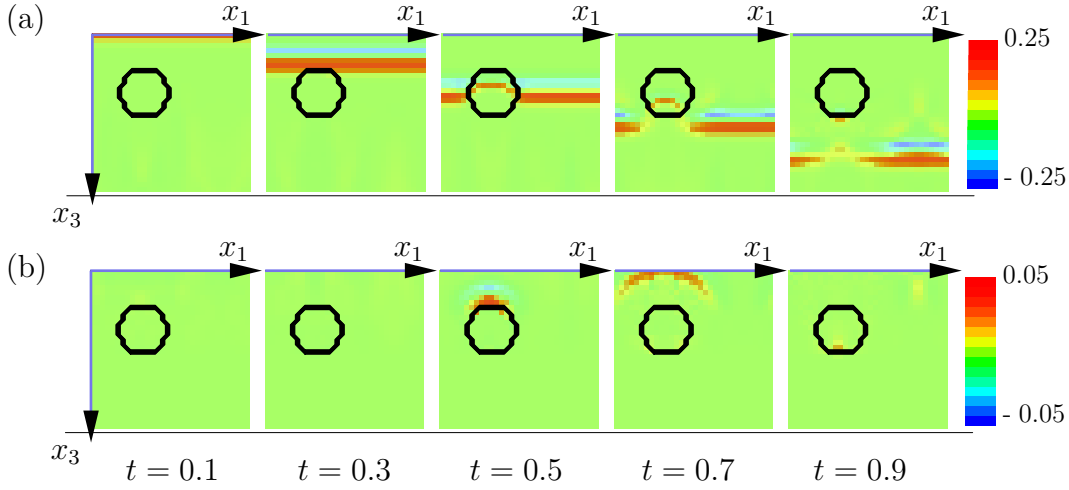 (a) x₁ x₁ x₁ x₁ x₁
0.25
- 0.25
x₃
(b) x₁ x₁ x₁ x₁ x₁
0.05
- 0.05
x₃
t = 0.1 t = 0.3 t = 0.5 t = 0.7 t = 0.9